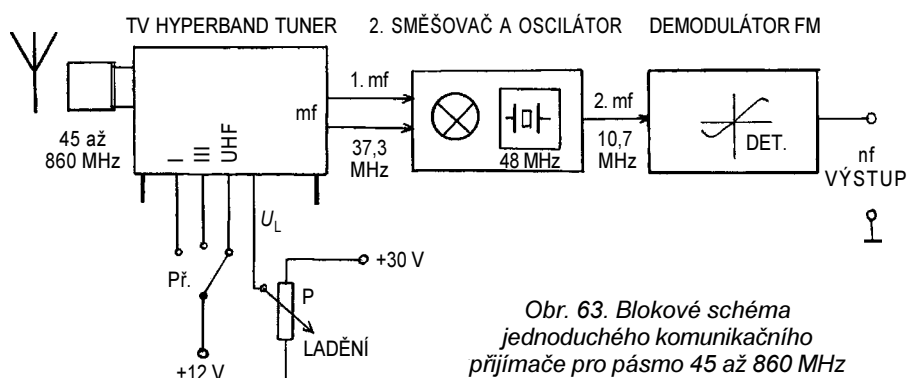 TV HYPERBAND TUNER
2. SMĚŠOVAČ A OSCILÁTOR
DEMODULÁTOR FM
1. mf
mf
2. mf
45 až
860 MHz
I
III
UHF
37,3
MHz
48 MHz
10,7
MHz
DET.
nf
VÝSTUP
U_L
Př.
+30 V
P
LADĚNÍ
+12 V
Obr. 63. Blokové schéma
jednoduchého komunikačního
přijímače pro pásmo 45 až 860 MHz